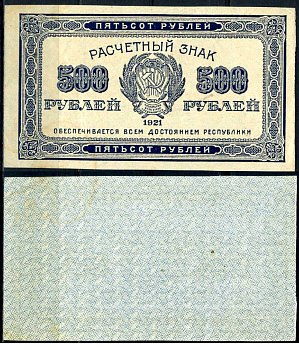 ПЯТЬСОТ РУБЛЕЙ
РАСЧЕТНЫЙ ЗНАК
500 500
РУБЛЕЙ РУБЛЕЙ
1921
ОБЕСПЕЧИВАЕТСЯ ВСЕМ ДОСТОЯНИЕМ РЕСПУБЛИКИ
ПЯТЬСОТ РУБЛЕЙ